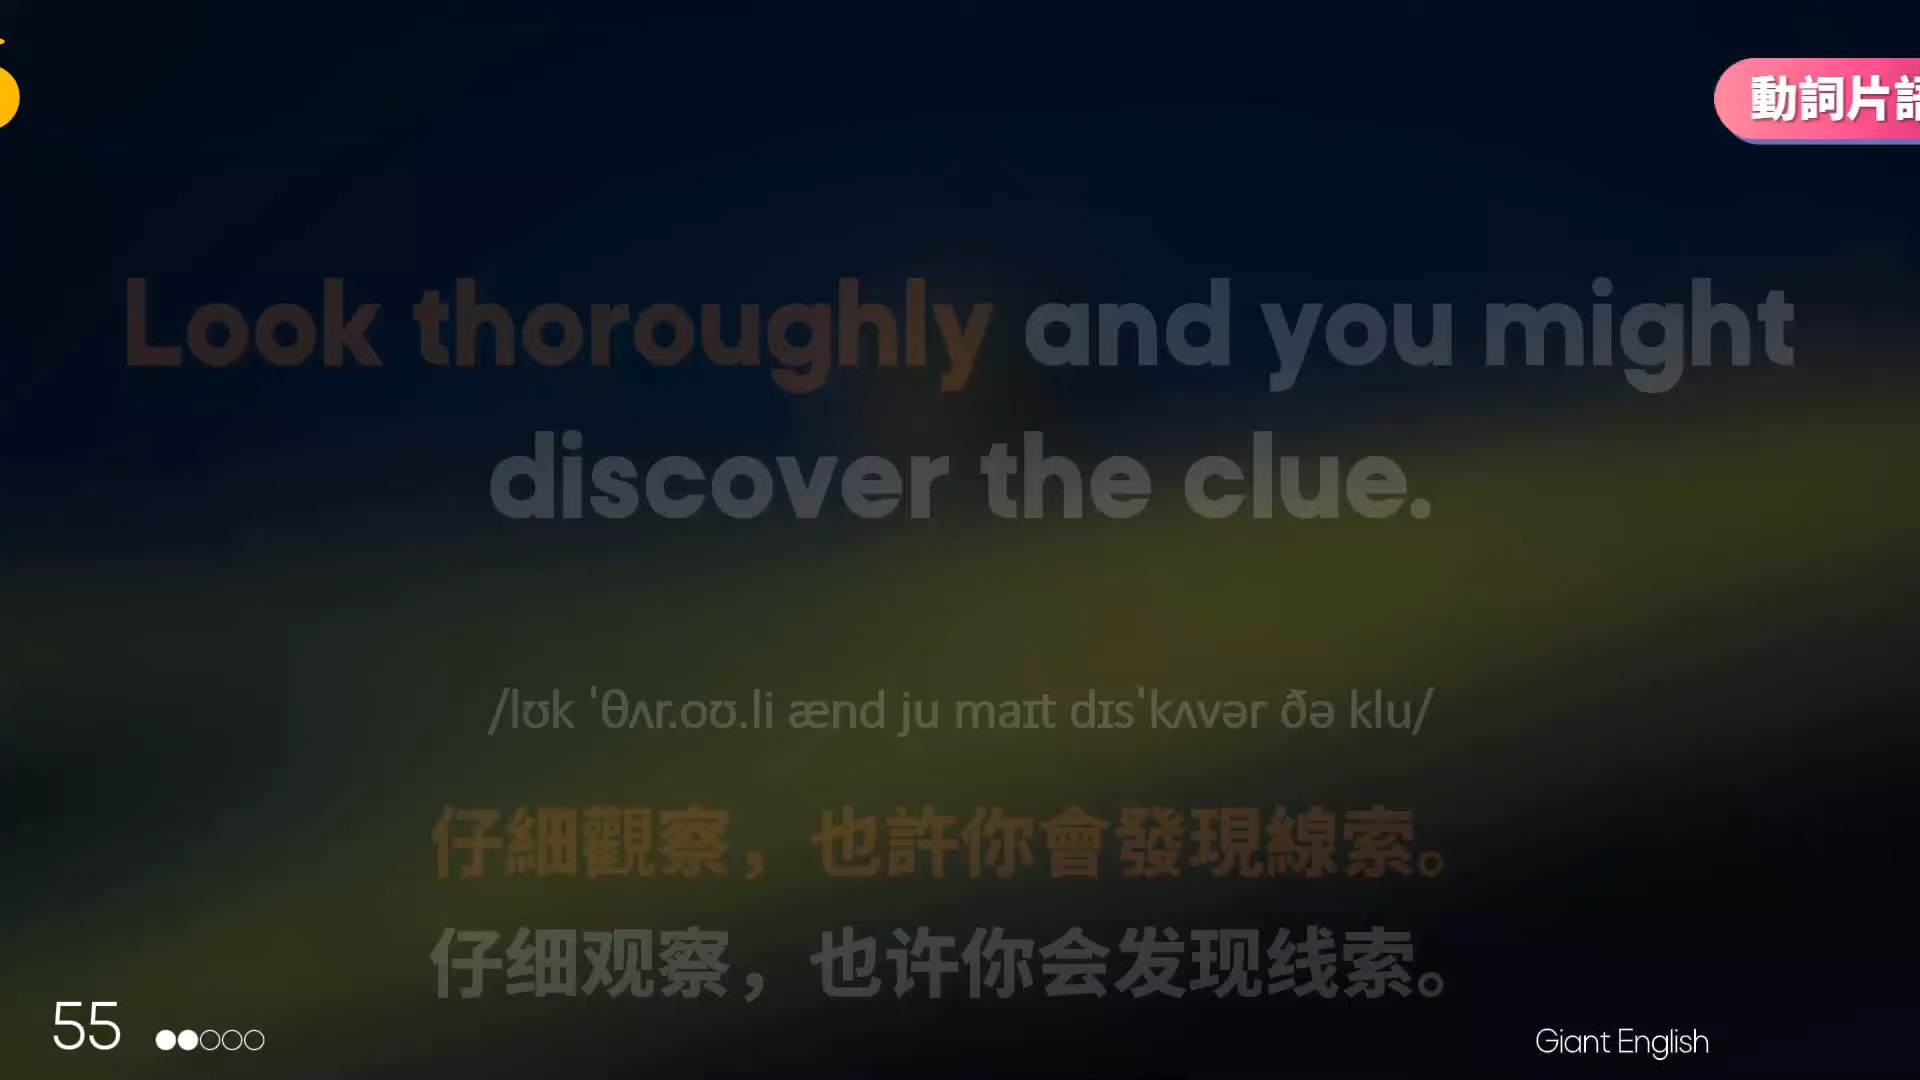 動詞片語
Look thoroughly and you might
discover the clue.
/lʊk ˈθʌr.oʊ.li ænd ju maɪt dɪsˈkʌvər ðə klu/
仔細觀察，也許你會發現線索。
仔细观察，也许你会发现线索。
55
Giant English